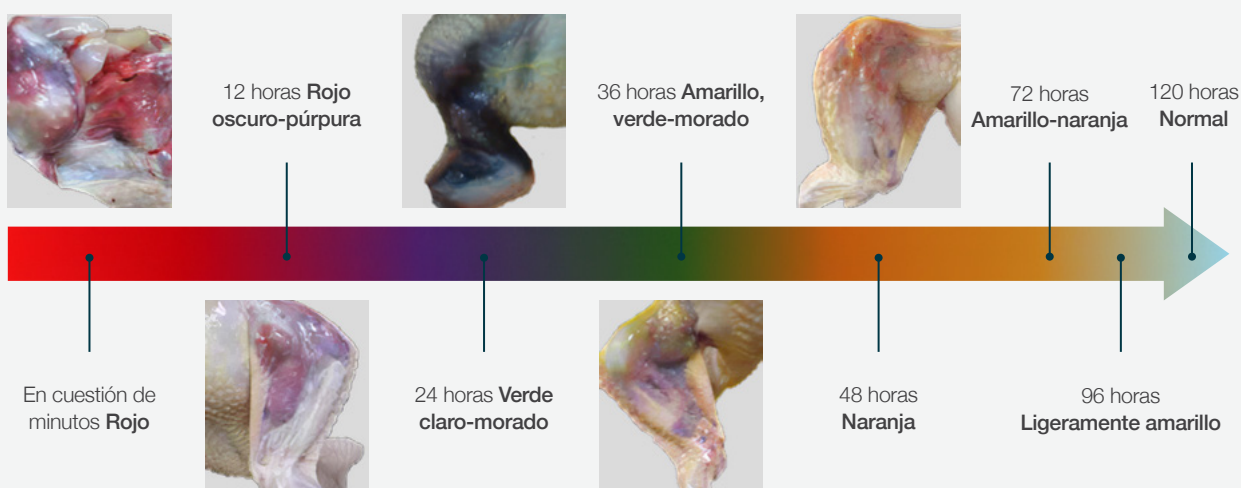 12 horas Rojo
oscuro-púrpura
36 horas Amarillo,
verde-morado
72 horas
Amarillo-naranja
120 horas
Normal
En cuestión de
minutos Rojo
24 horas Verde
claro-morado
48 horas
Naranja
96 horas
Ligeramente amarillo